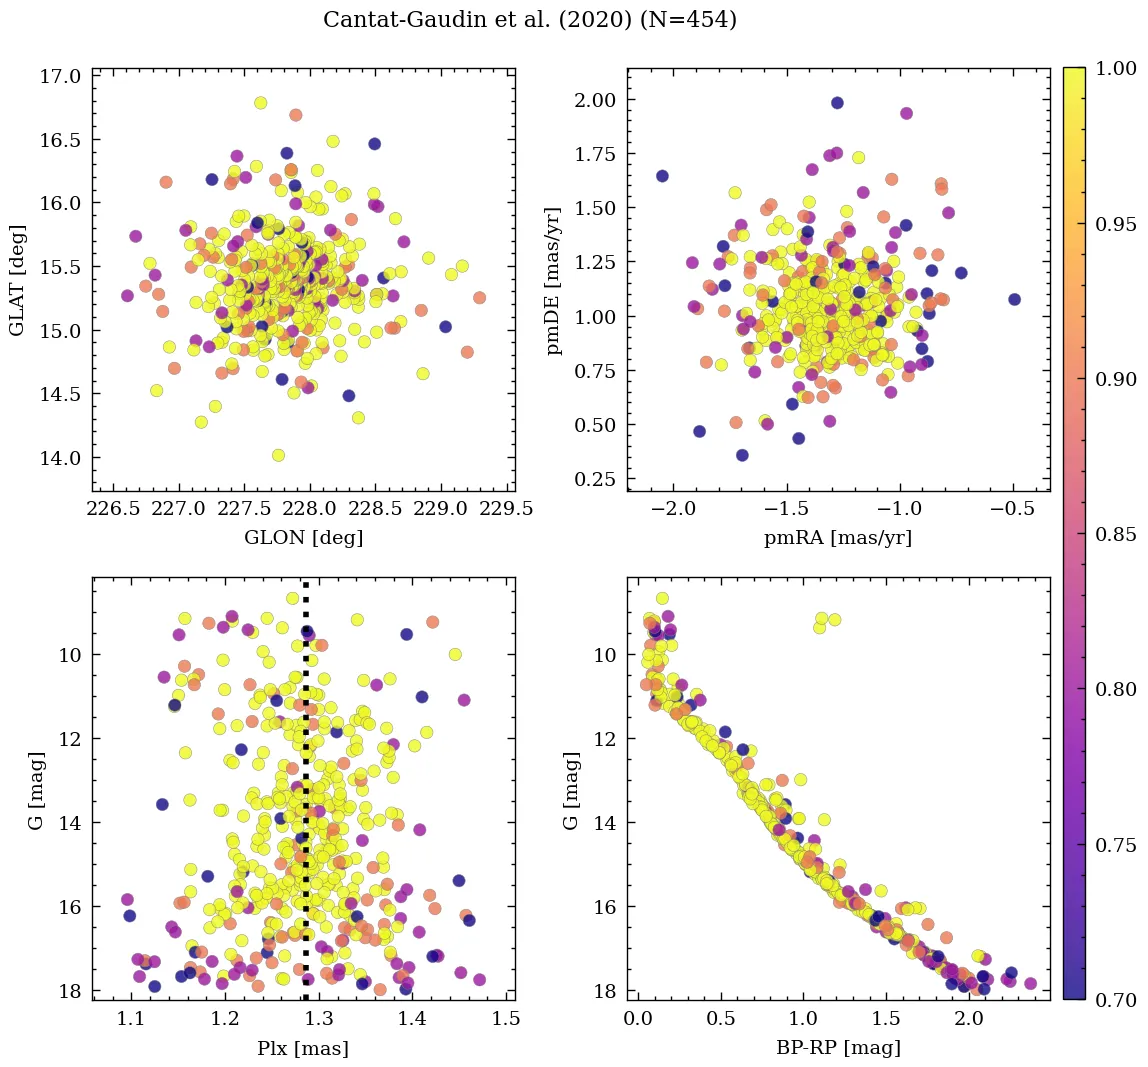 Cantat-Gaudin et al. (2020) (N=454)
17.0
16.5
16.0
15.5
15.0
14.5
14.0
GLAT [deg]
226.5 227.0 227.5 228.0 228.5 229.0 229.5
GLON [deg]
2.00
1.75
1.50
1.25
1.00
0.75
0.50
0.25
pmDE [mas/yr]
−2.0 −1.5 −1.0 −0.5
pmRA [mas/yr]
10
12
14
16
18
G [mag]
1.1 1.2 1.3 1.4 1.5
Plx [mas]
10
12
14
16
18
G [mag]
0.0 0.5 1.0 1.5 2.0
BP-RP [mag]
1.00
0.95
0.90
0.85
0.80
0.75
0.70